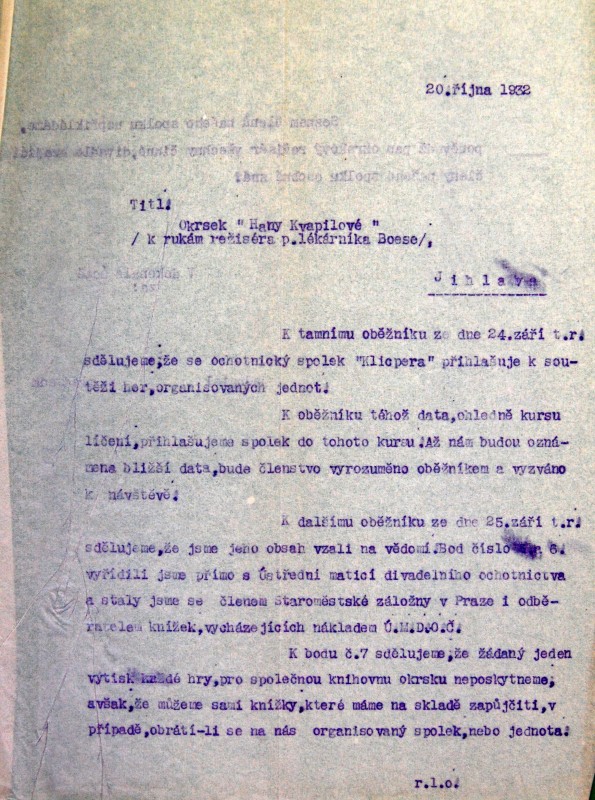 20.října 1932
Titl.
Okrsek " Hany Kvapilové "
/ k rukám režiséra p.lékárníka Boese/,
Jihlava
K tamnímu oběžníku ze dne 24.září t.r.
sdělujeme,že se ochotnický spolek "Klicpera" přihlašuje k sou-
těži her,organisovaných jednot.
K oběžníku téhož data,ohledně kursu
líčení,přihlašujeme spolek do tohoto kursu.Až nám budou ozná-
mena bližší data,bude členstvo vyrozuměno oběžníkem a vyzváno
k návštěvě.
K dalšímu oběžníku ze dne 25.září t.r.
sdělujeme,že jsme jeho obsah vzali na vědomí.Bod číslo 6.
vyřídili jsme přímo s Ústřední maticí divadelního ochotnictva
a staly jsme se členem Staroměstské záložny v Praze i odbě-
ratelem knížek,vycházejících nákladem Ú.M.D.O.Č.
K bodu č.7 sdělujeme,že žádaný jeden
výtisk každé hry,pro společnou knihovnu okrsku neposkytneme,
avšak,že můžeme sami knížky,které máme na skladě zapůjčiti,v
případě,obrátí-li se na nás organisovaný spolek,nebo jednota.
r.l.o.